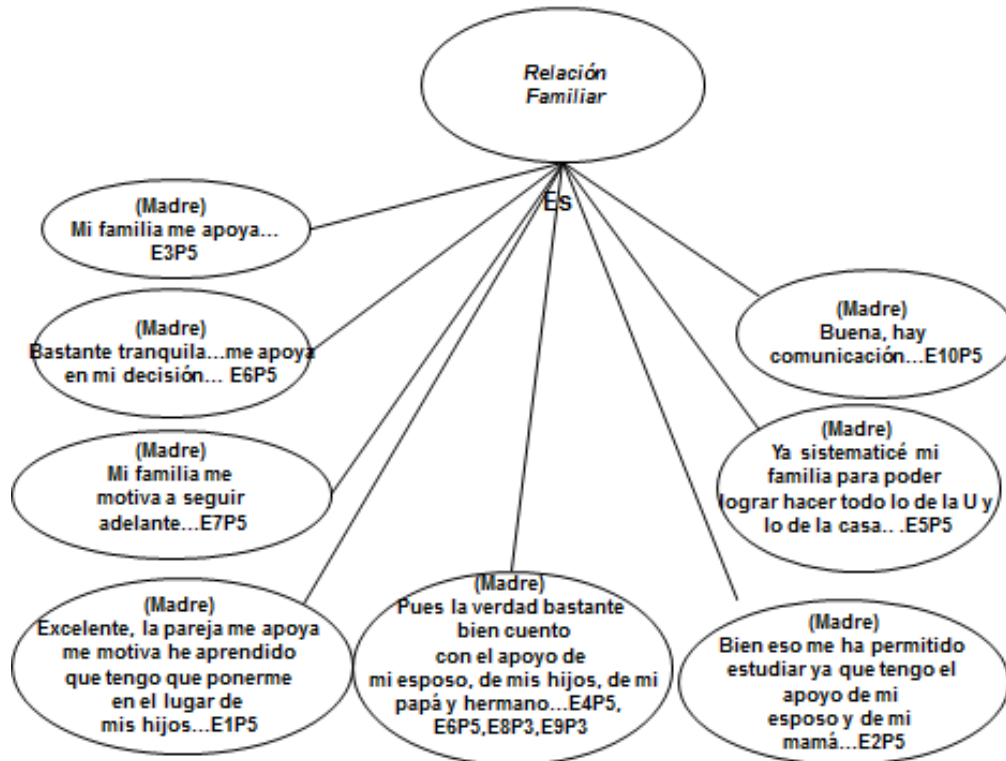 Relación
Familiar
Es
(Madre)
Mi familia me apoya...
E3P5
(Madre)
Bastante tranquila...me apoya
en mi decisión... E6P5
(Madre)
Mi familia me
motiva a seguir
adelante...E7P5
(Madre)
Excelente, la pareja me apoya
me motiva he aprendido
que tengo que ponerme
en el lugar de
mis hijos...E1P5
(Madre)
Pues la verdad bastante
bien cuento
con el apoyo de
mi esposo, de mis hijos, de mi
papá y hermano...E4P5,
E6P5,E8P3,E9P3
(Madre)
Bien eso me ha permitido
estudiar ya que tengo el
apoyo de mi
esposo y de mi
mamá...E2P5
(Madre)
Ya sistematicé mi
familia para poder
lograr hacer todo lo de la U y
lo de la casa.. .E5P5
(Madre)
Buena, hay
comunicación...E10P5